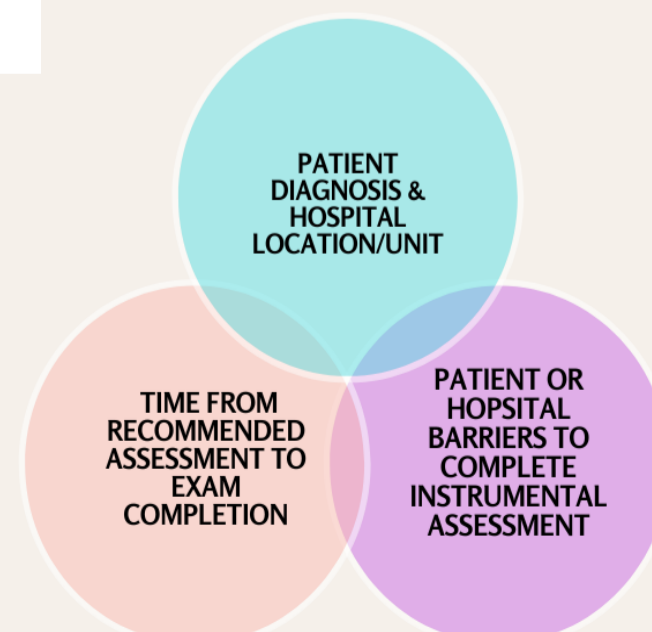 PATIENT
DIAGNOSIS &
HOSPITAL
LOCATION/UNIT
TIME FROM
RECOMMENDED
ASSESSMENT TO
EXAM
COMPLETION
PATIENT OR
HOPSITAL
BARRIERS TO
COMPLETE
INSTRUMENTAL
ASSESSMENT